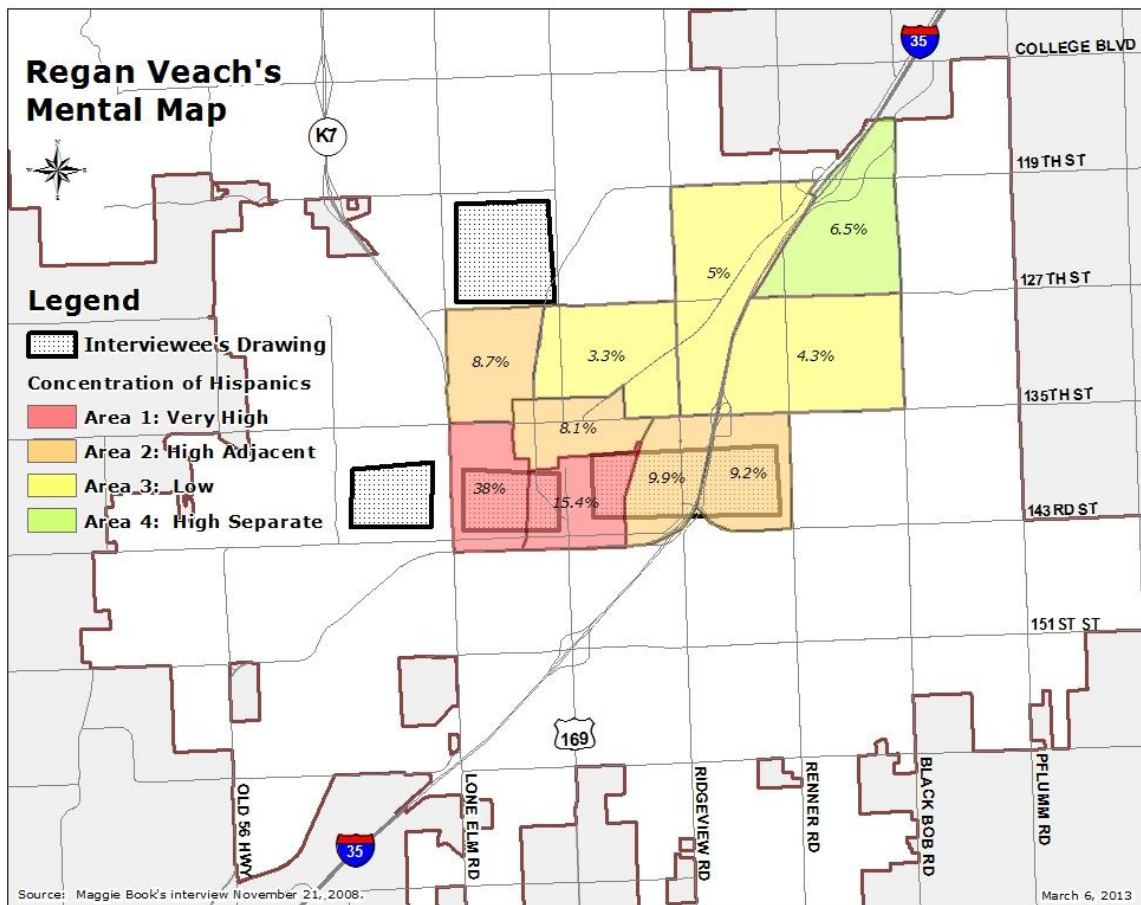 Regan Veach's
Mental Map
K7
35
COLLEGE BLVD
119 TH ST
6.5%
5%
127 TH ST
Legend
Interviewee's Drawing
Concentration of Hispanics
Area 1: Very High
Area 2: High Adjacent
Area 3: Low
Area 4: High Separate
8.7%
3.3%
4.3%
135TH ST
8.1%
38%
15.4%
9.9%
9.2%
143 RD ST
151 ST ST
169
OLD 56 HWY
LONE ELM RD
RIDGEVIEW RD
RENNER RD
BLACK BOB RD
PFLUMM RD
35
Source: Maggie Book's interview November 21, 2008.
March 6, 2013